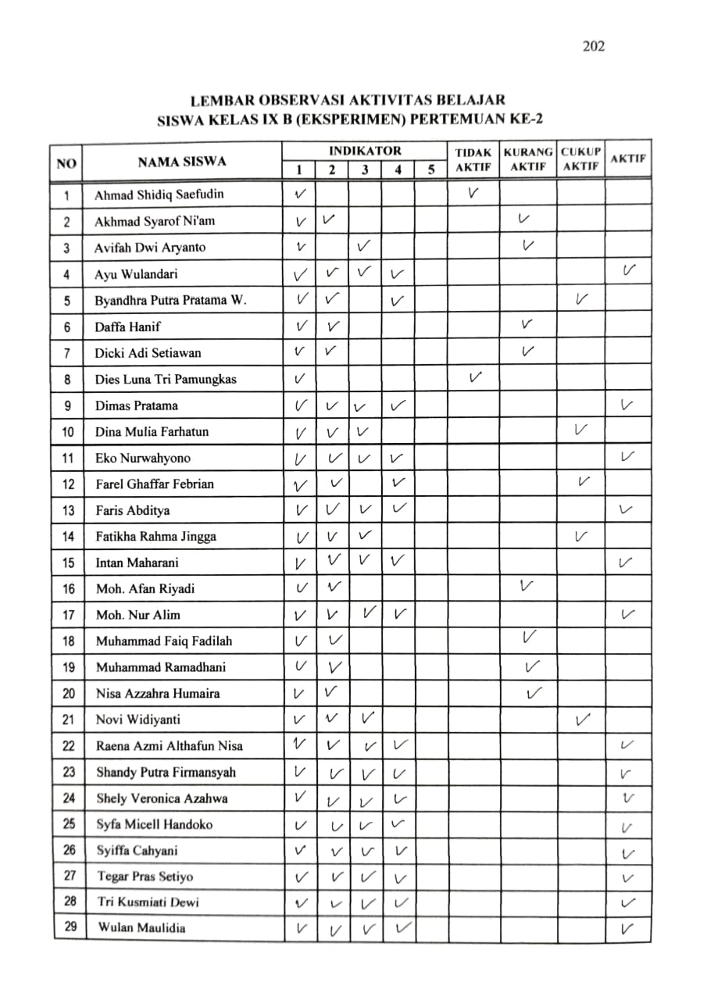 202
LEMBAR OBSERVASI AKTIVITAS BELAJAR
SISWA KELAS IX B (EKSPERIMEN) PERTEMUAN KE-2
NO NAMA SISWA INDIKATOR TIDAK AKTIF KURANG AKTIF CUKUP AKTIF AKTIF
1 2 3 4 5
1 Ahmad Shidiq Saefudin ✓ ✓
2 Akhmad Syarof Ni'am ✓ ✓ ✓
3 Avifah Dwi Aryanto ✓ ✓ ✓
4 Ayu Wulandari ✓ ✓ ✓ ✓ ✓
5 Byandhra Putra Pratama W. ✓ ✓ ✓ ✓
6 Daffa Hanif ✓ ✓ ✓
7 Dicki Adi Setiawan ✓ ✓ ✓
8 Dies Luna Tri Pamungkas ✓ ✓
9 Dimas Pratama ✓ ✓ ✓ ✓ ✓
10 Dina Mulia Farhatun ✓ ✓ ✓ ✓
11 Eko Nurwahyono ✓ ✓ ✓ ✓ ✓
12 Farel Ghaffar Febrian ✓ ✓ ✓ ✓
13 Faris Abditya ✓ ✓ ✓ ✓ ✓
14 Fatikha Rahma Jingga ✓ ✓ ✓ ✓
15 Intan Maharani ✓ ✓ ✓ ✓ ✓
16 Moh. Afan Riyadi ✓ ✓ ✓
17 Moh. Nur Alim ✓ ✓ ✓ ✓ ✓
18 Muhammad Faiq Fadilah ✓ ✓ ✓
19 Muhammad Ramadhani ✓ ✓ ✓
20 Nisa Azzahra Humaira ✓ ✓ ✓
21 Novi Widiyanti ✓ ✓ ✓ ✓
22 Raena Azmi Althafun Nisa ✓ ✓ ✓ ✓ ✓
23 Shandy Putra Firmansyah ✓ ✓ ✓ ✓ ✓
24 Shely Veronica Azahwa ✓ ✓ ✓ ✓ ✓
25 Syfa Micell Handoko ✓ ✓ ✓ ✓ ✓
26 Syiffa Cahyani ✓ ✓ ✓ ✓ ✓
27 Tegar Pras Setiyo ✓ ✓ ✓ ✓ ✓
28 Tri Kusmiati Dewi ✓ ✓ ✓ ✓ ✓
29 Wulan Maulidia ✓ ✓ ✓ ✓ ✓